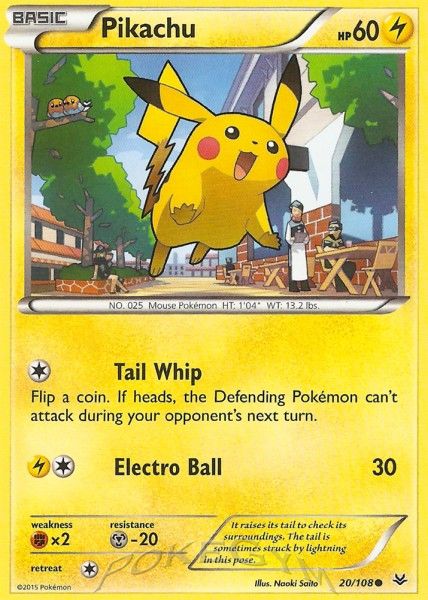 BASIC
Pikachu
HP60
NO. 025 Mouse Pokémon HT: 1'04" WT: 13.2 lbs.
Tail Whip
Flip a coin. If heads, the Defending Pokémon can't
attack during your opponent's next turn.
Electro Ball 30
weakness
×2
resistance
-20
retreat
It raises its tail to check its
surroundings. The tail is
sometimes struck by lightning
in this pose.
©2015 Pokémon
Illus. Naoki Saito
20/108